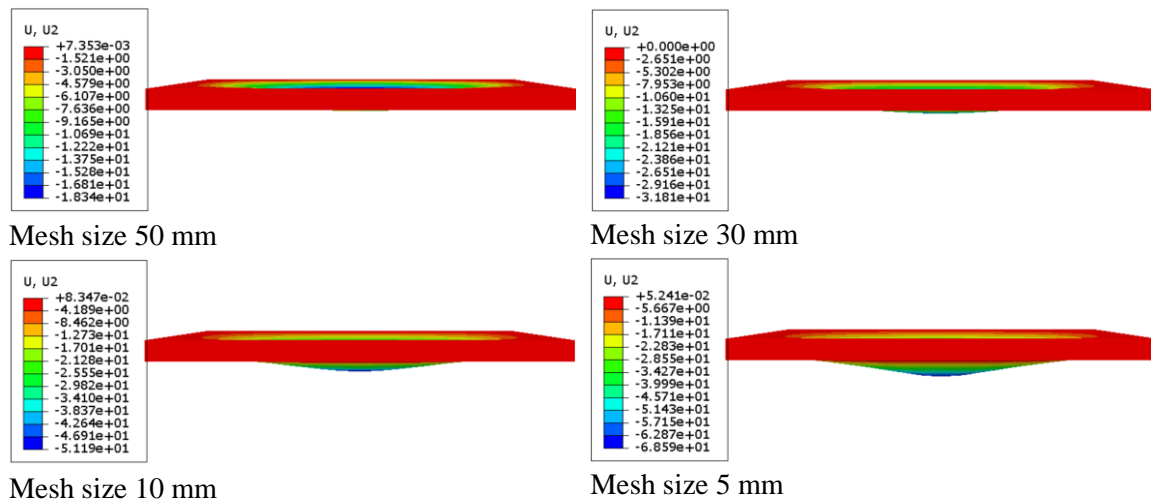 U, U2
+7.353e-03
-1.521e+00
-3.050e+00
-4.579e+00
-6.107e+00
-7.636e+00
-9.165e+00
-1.069e+01
-1.222e+01
-1.375e+01
-1.528e+01
-1.681e+01
-1.834e+01
Mesh size 50 mm
U, U2
+0.000e+00
-2.651e+00
-5.302e+00
-7.953e+00
-1.060e+01
-1.325e+01
-1.591e+01
-1.856e+01
-2.121e+01
-2.386e+01
-2.651e+01
-2.916e+01
-3.181e+01
Mesh size 30 mm
U, U2
+8.347e-02
-4.189e+00
-8.462e+00
-1.273e+01
-1.701e+01
-2.128e+01
-2.555e+01
-2.982e+01
-3.410e+01
-3.837e+01
-4.264e+01
-4.691e+01
-5.119e+01
Mesh size 10 mm
U, U2
+5.241e-02
-5.667e+00
-1.139e+01
-1.711e+01
-2.283e+01
-2.855e+01
-3.427e+01
-3.999e+01
-4.571e+01
-5.143e+01
-5.715e+01
-6.287e+01
-6.859e+01
Mesh size 5 mm